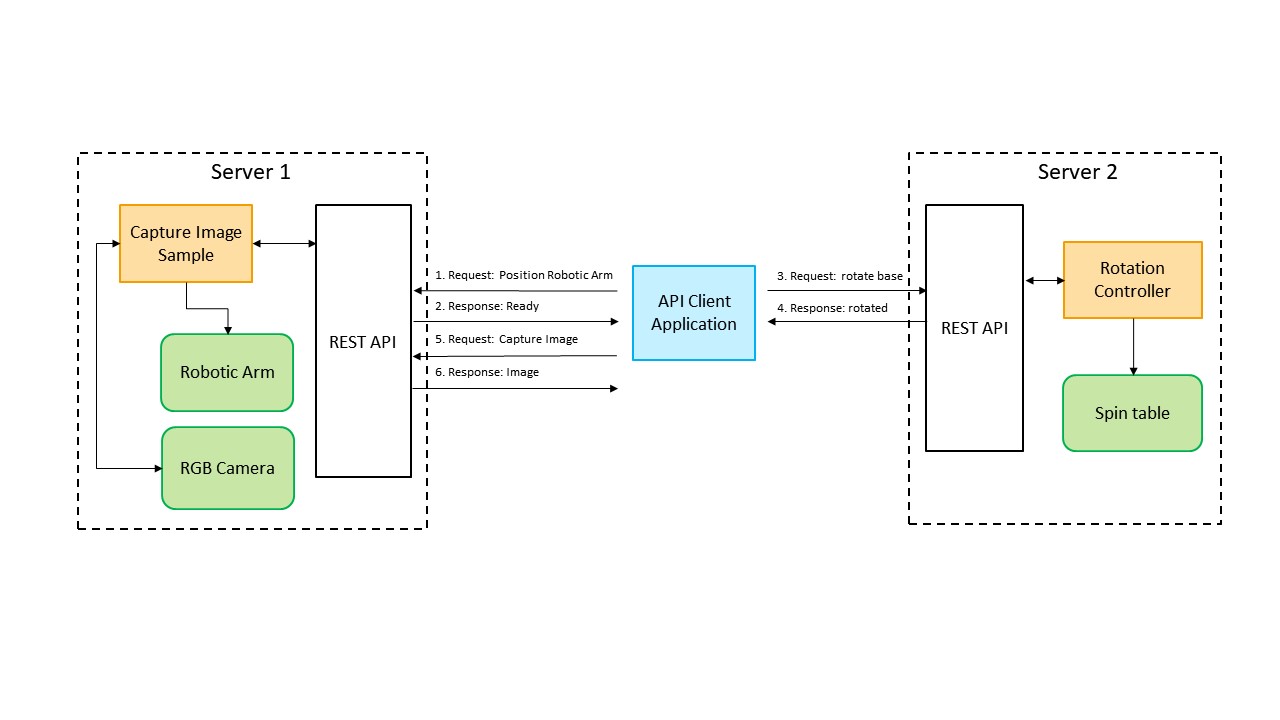 Server 1
Capture Image
Sample
Robotic Arm
RGB Camera
REST API
1. Request: Position Robotic Arm
2. Response: Ready
5. Request: Capture Image
6. Response: Image
API Client
Application
3. Request: rotate base
4. Response: rotated
Server 2
REST API
Rotation
Controller
Spin table